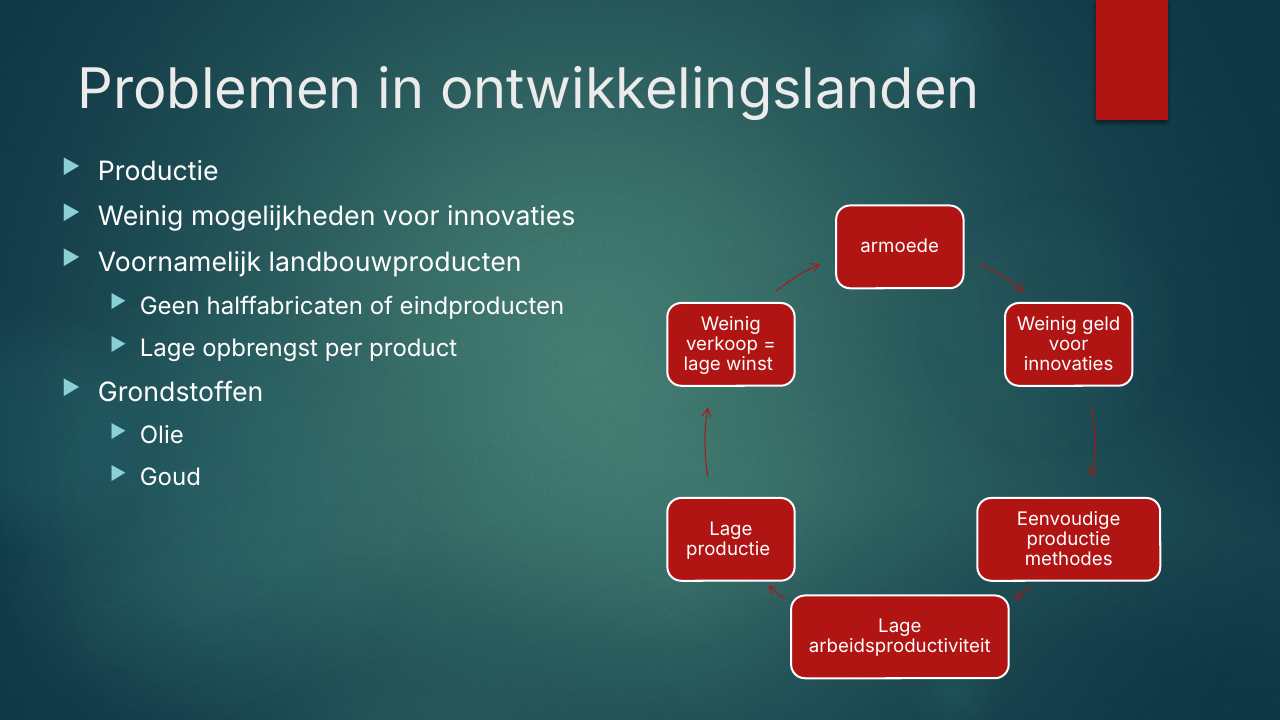 Problemen in ontwikkelingslanden
Productie
Weinig mogelijkheden voor innovaties
Voornamelijk landbouwproducten
Geen halffabricaten of eindproducten
Lage opbrengst per product
Grondstoffen
Olie
Goud
armoede
Weinig geld
voor
innovaties
Eenvoudige
productie
methodes
Lage
arbeidsproductiviteit
Lage
productie
Weinig
verkoop =
lage winst